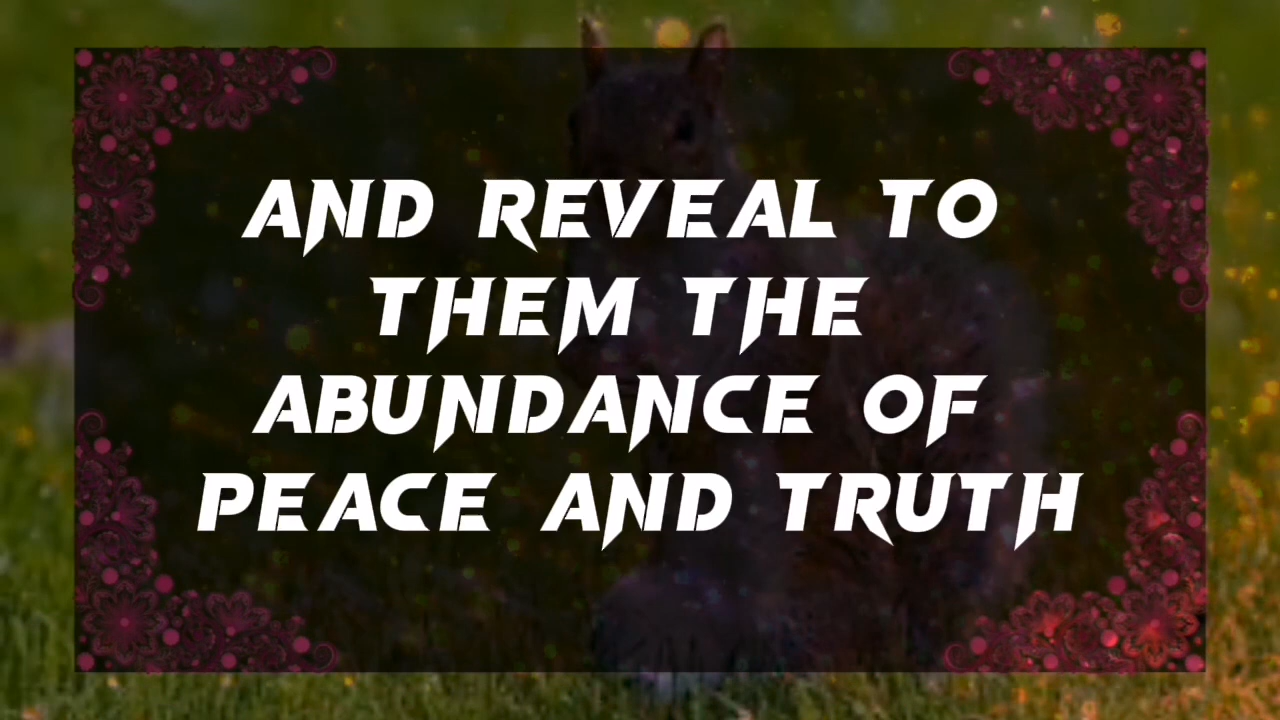 AND REVEAL TO
THEM THE
ABUNDANCE OF
PEACE AND TRUTH